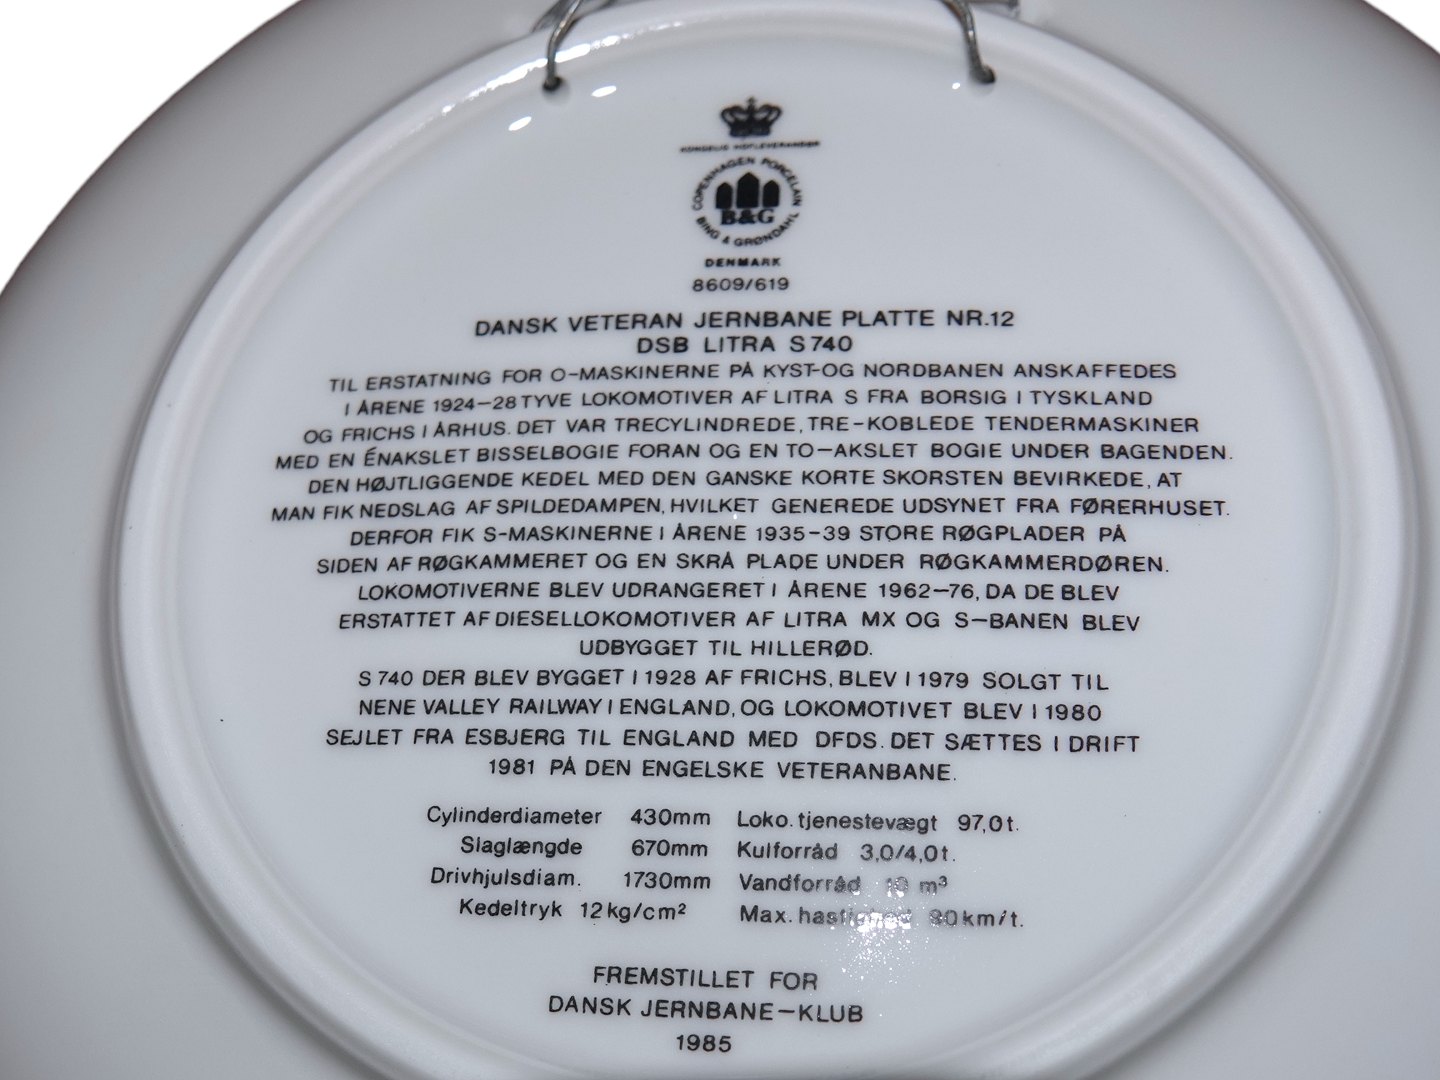 KONGELIG HOFLEVERANDØR
COPENHAGEN PORCELAIN
B&G
BING & GRØNDAHL
DENMARK
8609/619
DANSK VETERAN JERNBANE PLATTE NR.12
DSB LITRA S 740
TIL ERSTATNING FOR O-MASKINERNE PÅ KYST-OG NORDBANEN ANSKAFFEDES
I ÅRENE 1924-28 TYVE LOKOMOTIVER AF LITRA S FRA BORSIG I TYSKLAND
OG FRICHS I ÅRHUS. DET VAR TRECYLINDREDE, TRE-KOBLEDE TENDERMASKINER
MED EN ÉNAKSLET BISSELBOGIE FORAN OG EN TO-AKSLET BOGIE UNDER BAGENDEN.
DEN HØJTLIGGENDE KEDEL MED DEN GANSKE KORTE SKORSTEN BEVIRKEDE, AT
MAN FIK NEDSLAG AF SPILDEDAMPEN, HVILKET GENEREDE UDSYNET FRA FØRERHUSET.
DERFOR FIK S-MASKINERNE I ÅRENE 1935-39 STORE RØGPLADER PÅ
SIDEN AF RØGKAMMERET OG EN SKRÅ PLADE UNDER RØGKAMMERDØREN.
LOKOMOTIVERNE BLEV UDRANGERET I ÅRENE 1962-76, DA DE BLEV
ERSTATTET AF DIESELLOKOMOTIVER AF LITRA MX OG S-BANEN BLEV
UDBYGGET TIL HILLERØD.
S 740 DER BLEV BYGGET I 1928 AF FRICHS, BLEV I 1979 SOLGT TIL
NENE VALLEY RAILWAY I ENGLAND, OG LOKOMOTIVET BLEV I 1980
SEJLET FRA ESBJERG TIL ENGLAND MED DFDS. DET SÆTTES I DRIFT
1981 PÅ DEN ENGELSKE VETERANBANE.
Cylinderdiameter 430mm Loko. tjenestevægt 97,0 t.
Slaglængde 670mm Kulforråd 3,0/4,0 t.
Drivhjulsdiam. 1730mm Vandforråd m³
Kedeltryk 12 kg/cm² Max. hastighed km/t.
FREMSTILLET FOR
DANSK JERNBANE-KLUB
1985